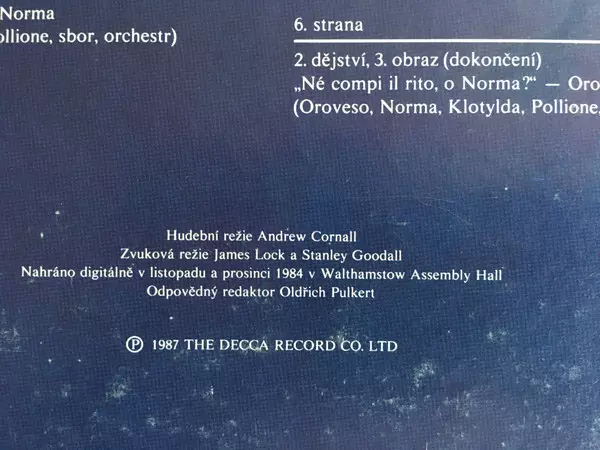 Norma
ollione, sbor, orchestr)
6. strana
2. dějství, 3. obraz (dokončení)
„Né compi il rito, o Norma?“ — Oro
(Oroveso, Norma, Klotylda, Pollione,
Hudební režie Andrew Cornall
Zvuková režie James Lock a Stanley Goodall
Nahráno digitálně v listopadu a prosinci 1984 v Walthamstow Assembly Hall
Odpovědný redaktor Oldřich Pulkert
Ⓟ 1987 THE DECCA RECORD CO. LTD